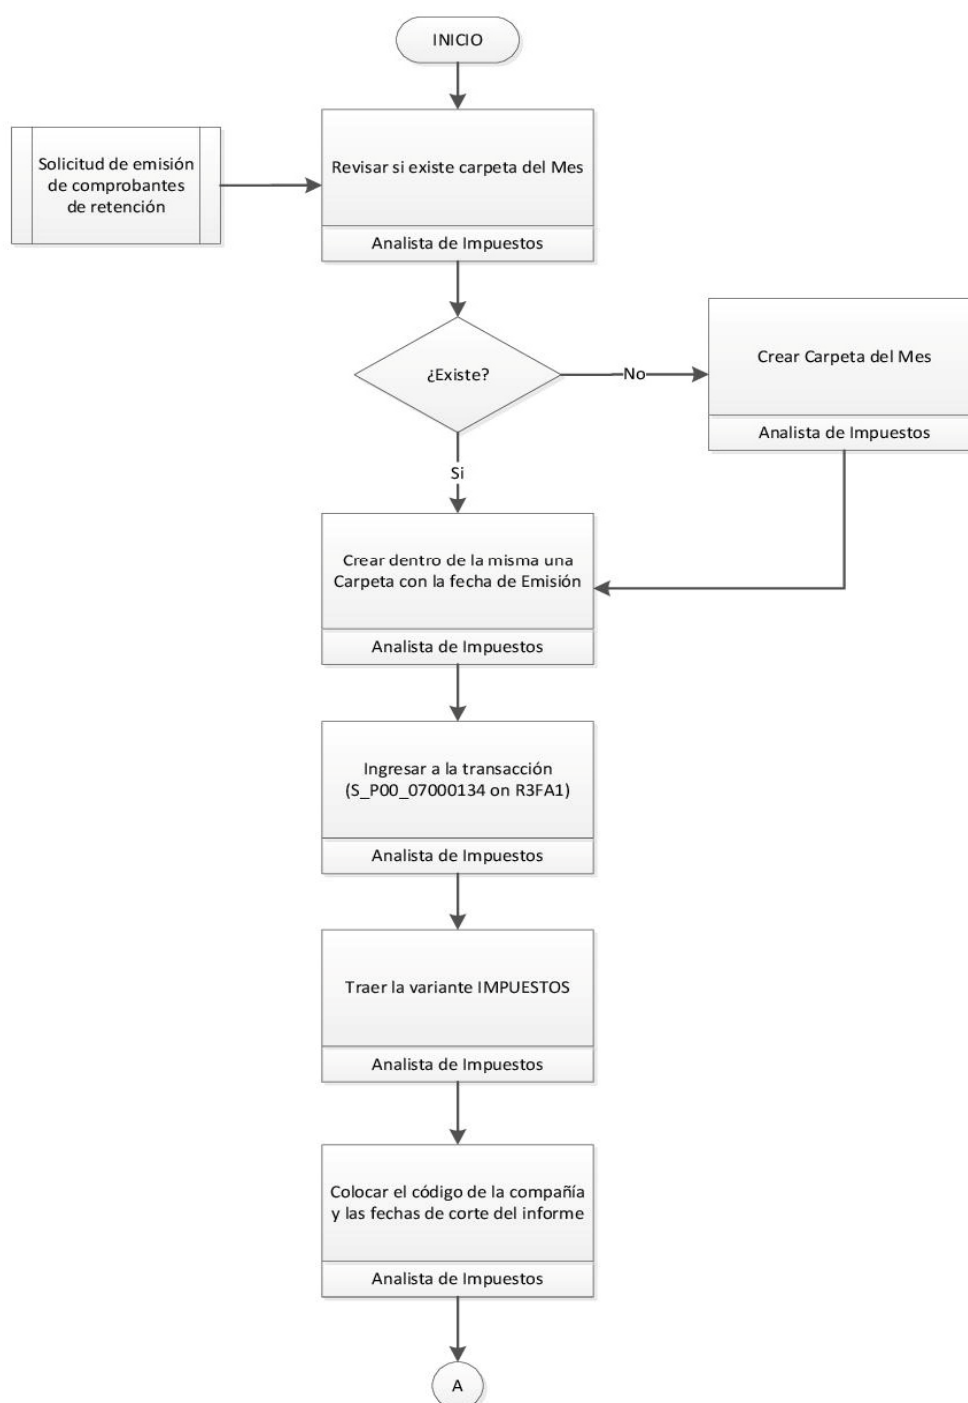 INICIO
Solicitud de emisión
de comprobantes
de retención
Revisar si existe carpeta del Mes
Analista de Impuestos
¿Existe?
No
Crear Carpeta del Mes
Analista de Impuestos
Si
Crear dentro de la misma una
Carpeta con la fecha de Emisión
Analista de Impuestos
Ingresar a la transacción
(S_P00_07000134 on R3FA1)
Analista de Impuestos
Traer la variante IMPUESTOS
Analista de Impuestos
Colocar el código de la compañía
y las fechas de corte del informe
Analista de Impuestos
A